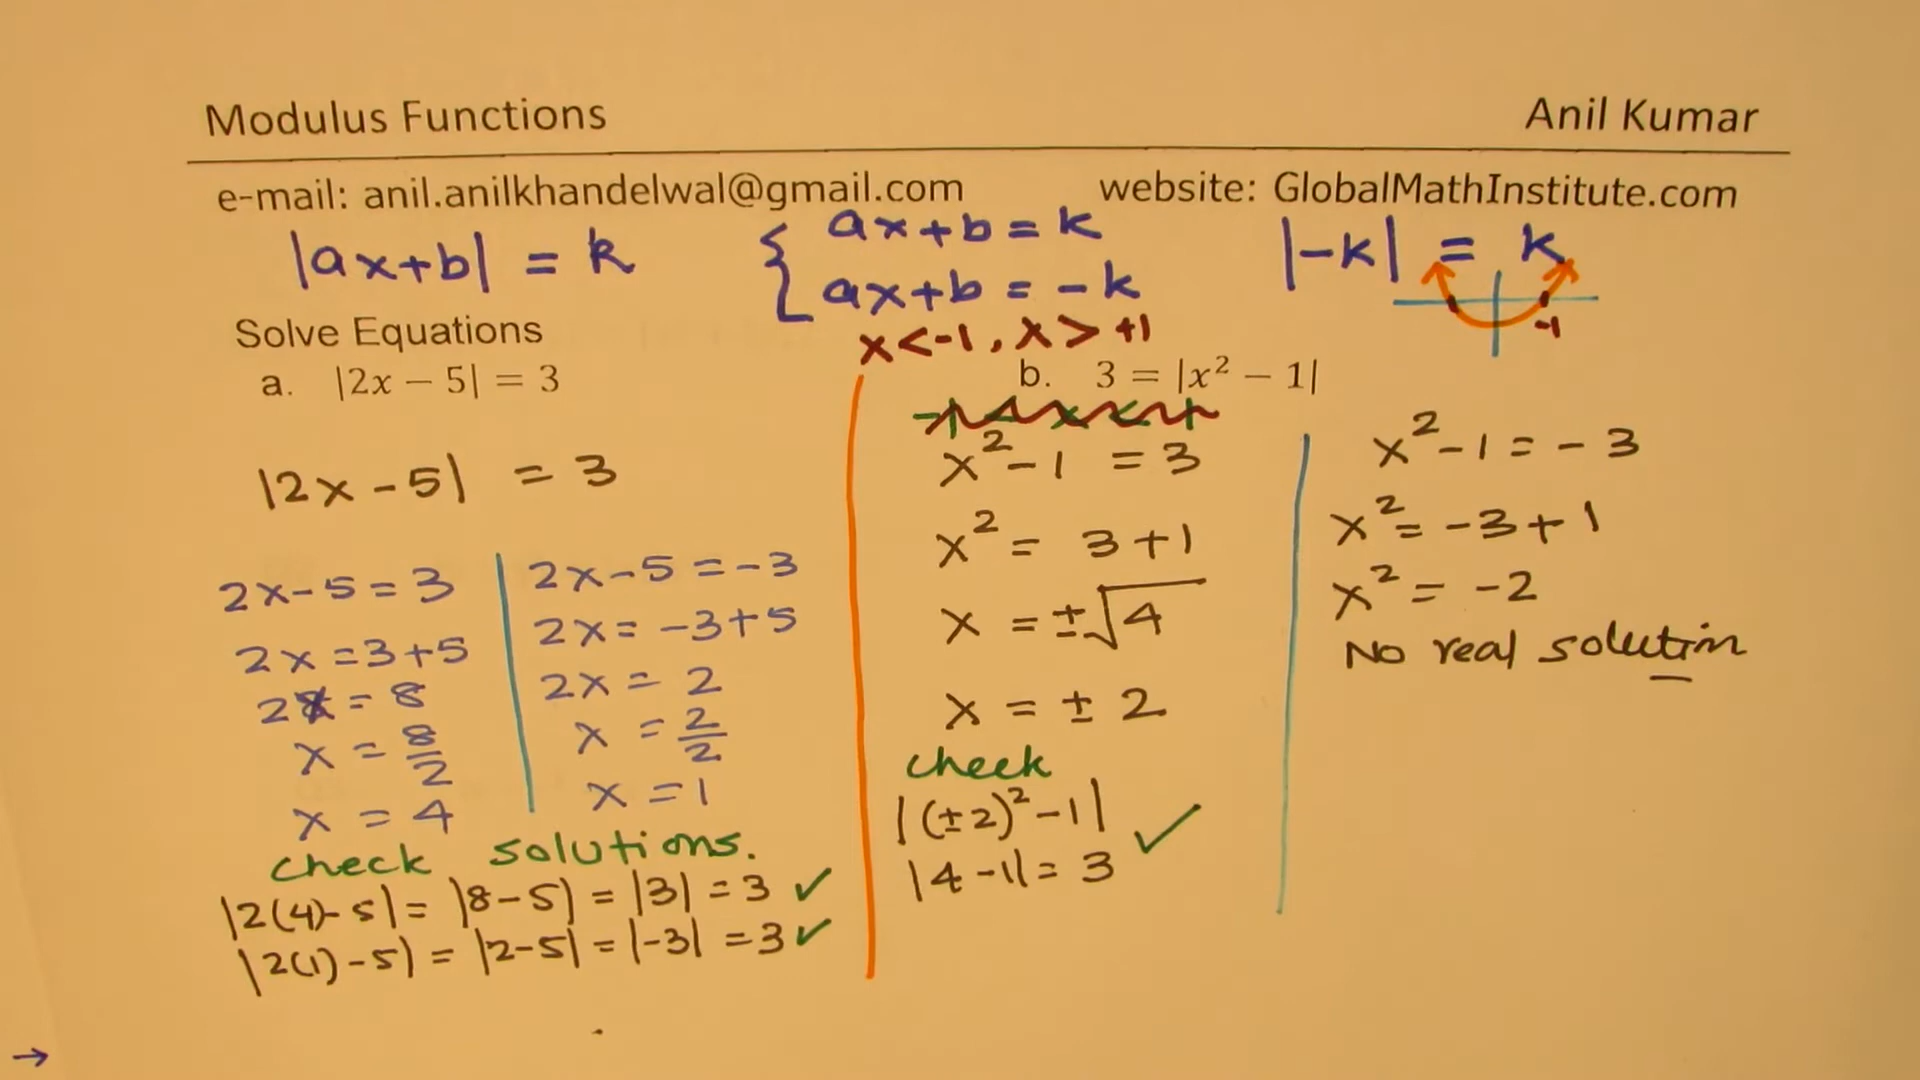 Modulus Functions
Anil Kumar
e-mail: anil.anilkhandelwal@gmail.com
website: GlobalMathInstitute.com
|ax+b| = k
ax+b = k
ax+b = -k
|-k| = k
-1
x<-1, x>+1
Solve Equations
a. |2x − 5| = 3
|2x-5| = 3
2x-5=3
2x=3+5
2x=8
x = 8/2
x = 4
2x-5=-3
2x=-3+5
2x= 2
x = 2/2
x = 1
check solutions.
|2(4)-5|= |8-5| = |3| =3 ✓
|2(1)-5| = |2-5| = |-3| =3 ✓
b. 3 = |x² − 1|
x²-1 = 3
x² = 3+1
x = ±√4
x = ± 2
check
|(±2)²-1| ✓
|4-1|= 3
x²-1=-3
x²= -3+1
x² = -2
No real solution
→